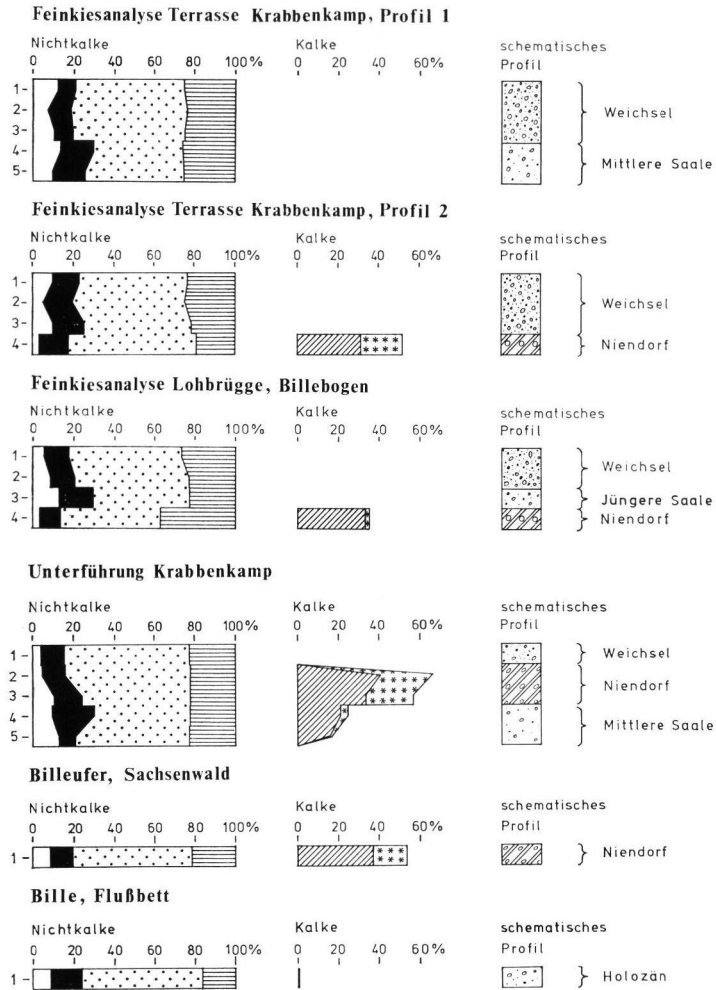 Feinkiesanalyse Terrasse Krabbenkamp, Profil 1
Nichtkalke Kalke schematisches
0 20 40 60 80 100% 0 20 40 60% Profil
1-
2-
3-
4-
5-
Weichsel
Mittlere Saale
Feinkiesanalyse Terrasse Krabbenkamp, Profil 2
Nichtkalke Kalke schematisches
0 20 40 60 80 100% 0 20 40 60% Profil
1-
2-
3-
4-
Weichsel
Niendorf
Feinkiesanalyse Lohbrügge, Billebogen
Nichtkalke Kalke schematisches
0 20 40 60 80 100% 0 20 40 60% Profil
1-
2-
3-
4-
Weichsel
Jüngere Saale
Niendorf
Unterführung Krabbenkamp
Nichtkalke Kalke schematisches
0 20 40 60 80 100% 0 20 40 60% Profil
1-
2-
3-
4-
5-
Weichsel
Niendorf
Mittlere Saale
Billeufer, Sachsenwald
Nichtkalke Kalke schematisches
0 20 40 60 80 100% 0 20 40 60% Profil
1-
Niendorf
Bille, Flußbett
Nichtkalke Kalke schematisches
0 20 40 60 80 100% 0 20 40 60% Profil
1-
Holozän